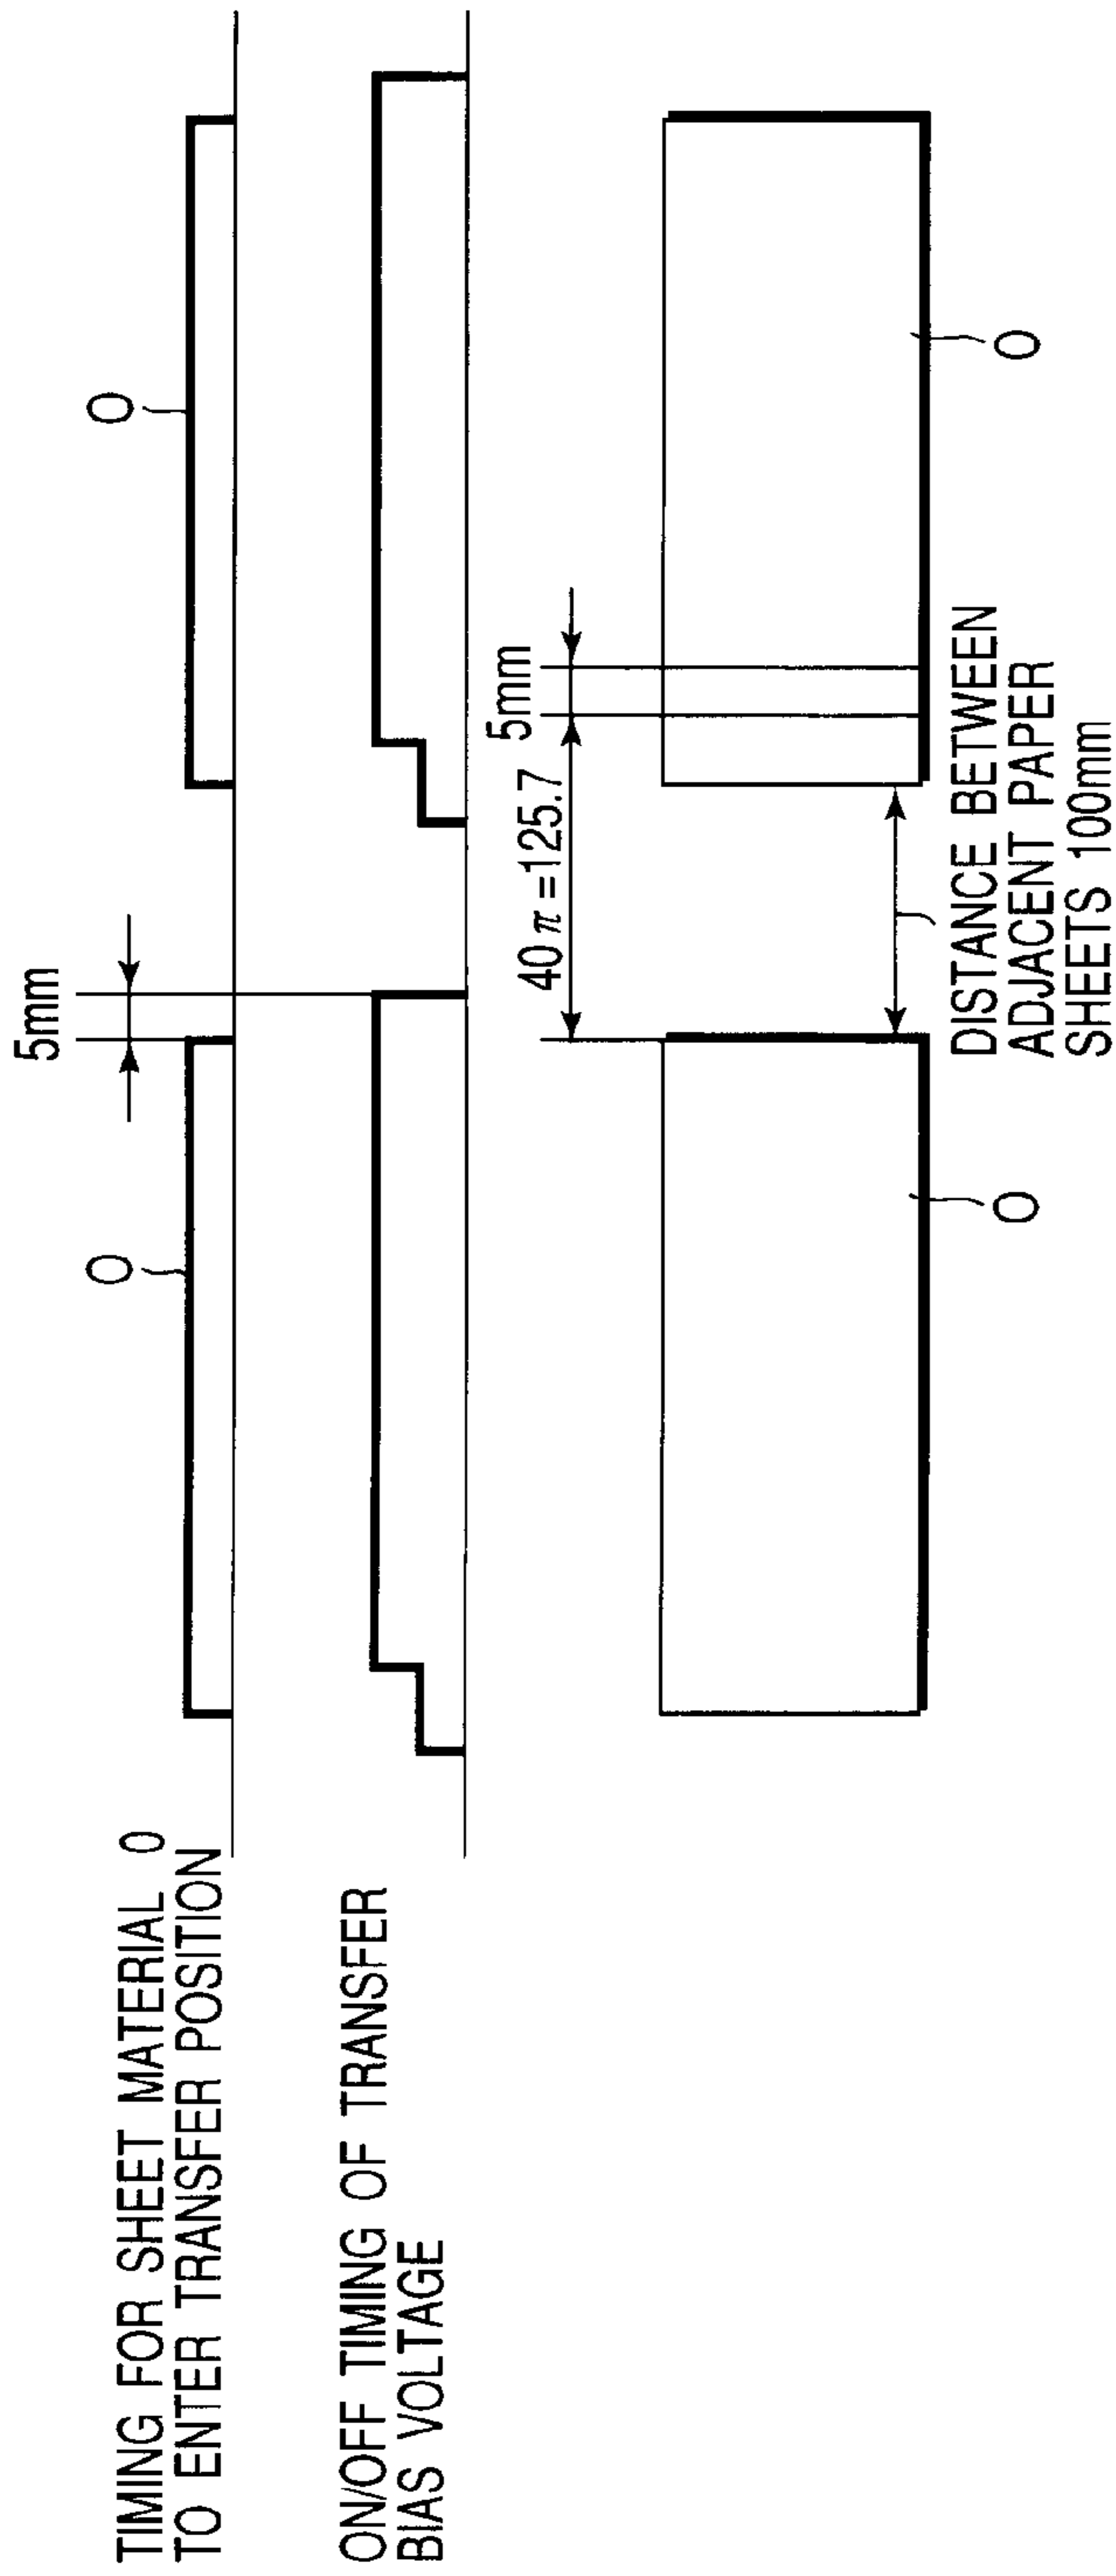 TIMING FOR SHEET MATERIAL O
TO ENTER TRANSFER POSITION
O
5mm
O
ON/OFF TIMING OF TRANSFER
BIAS VOLTAGE
40π=125.7
5mm
O
O
DISTANCE BETWEEN
ADJACENT PAPER
SHEETS 100mm